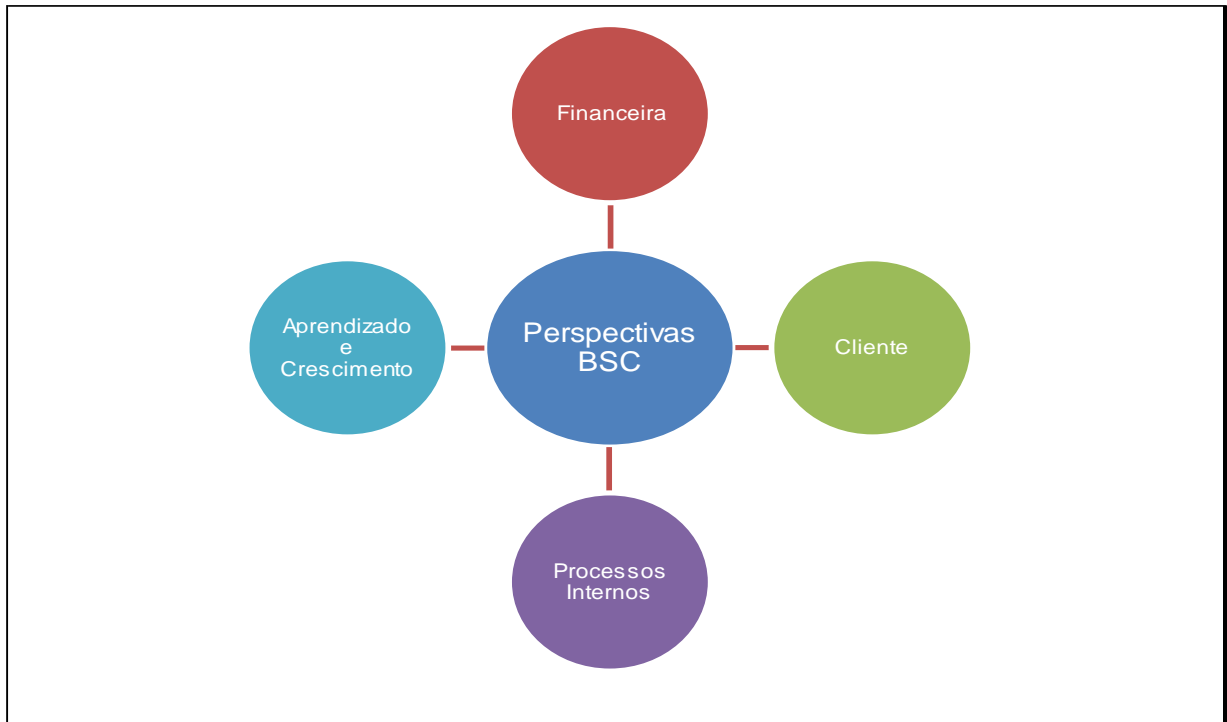 Financeira
Aprendizado
e
Crescimento
Perspectivas
BSC
Cliente
Processos
Internos